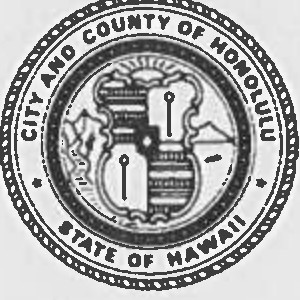 CITY AND COUNTY OF HONOLULU
STATE OF HAWAII